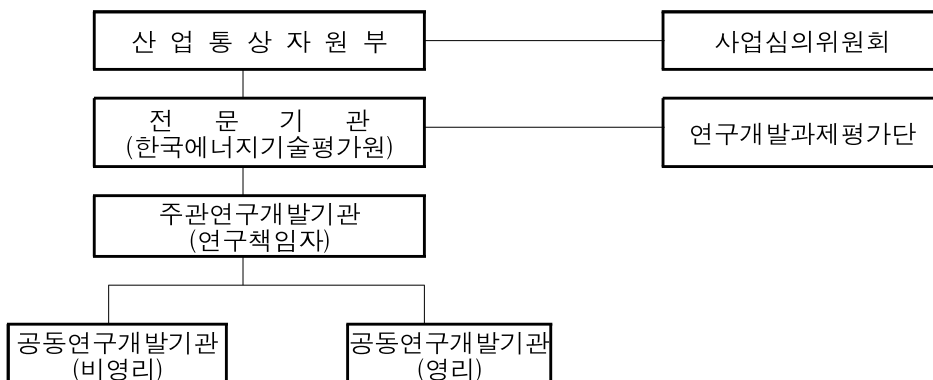 산 업 통 상 자 원 부
사업심의위원회
전 문 기 관
(한국에너지기술평가원)
연구개발과제평가단
주관연구개발기관
(연구책임자)
공동연구개발기관
(비영리)
공동연구개발기관
(영리)